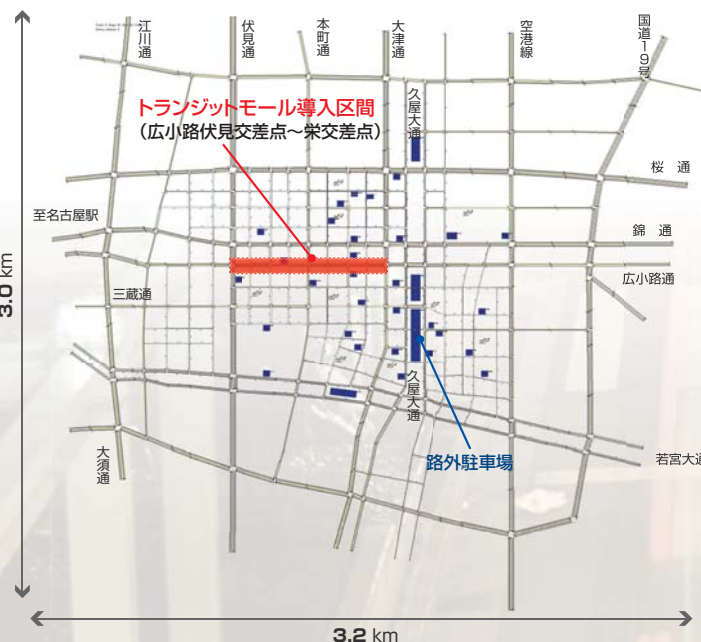 江川通
伏見通
本町通
大津通
空港線
国道19号
久屋大通
トランジットモール導入区間
(広小路伏見交差点〜栄交差点)
桜 通
至名古屋駅
錦 通
広小路通
三蔵通
3.0 km
久屋大通
大須通
路外駐車場
若宮大通
3.2 km